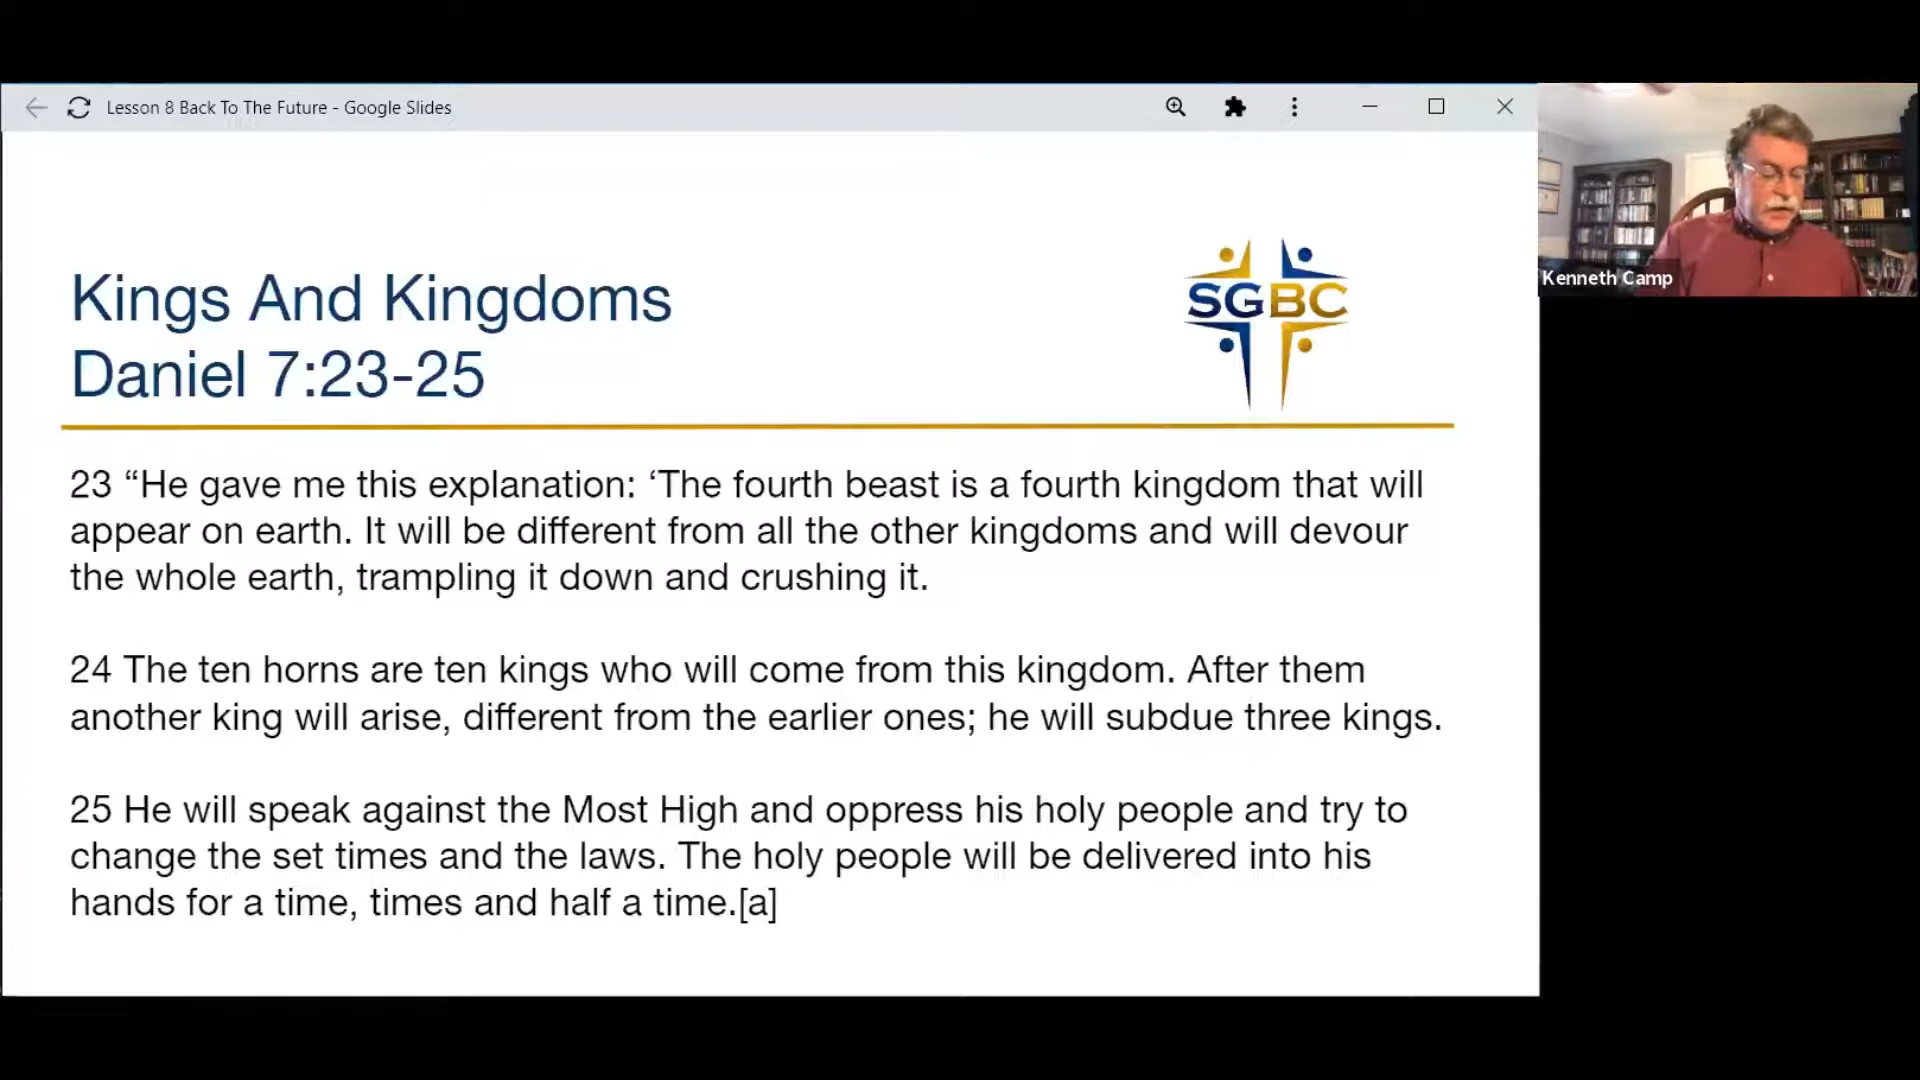 Lesson 8 Back To The Future - Google Slides
Kings And Kingdoms
Daniel 7:23-25
SGBC
23 “He gave me this explanation: ‘The fourth beast is a fourth kingdom that will
appear on earth. It will be different from all the other kingdoms and will devour
the whole earth, trampling it down and crushing it.
24 The ten horns are ten kings who will come from this kingdom. After them
another king will arise, different from the earlier ones; he will subdue three kings.
25 He will speak against the Most High and oppress his holy people and try to
change the set times and the laws. The holy people will be delivered into his
hands for a time, times and half a time.[a]
Kenneth Camp